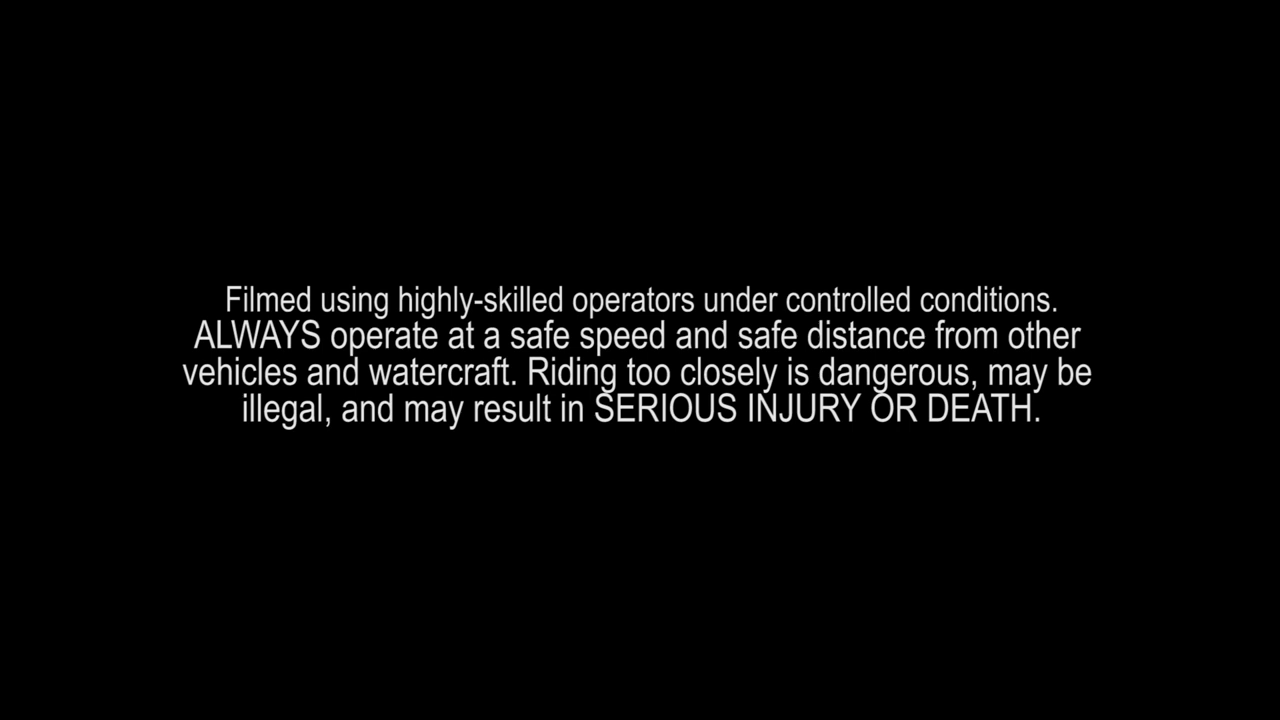 Filmed using highly-skilled operators under controlled conditions.
ALWAYS operate at a safe speed and safe distance from other
vehicles and watercraft. Riding too closely is dangerous, may be
illegal, and may result in SERIOUS INJURY OR DEATH.